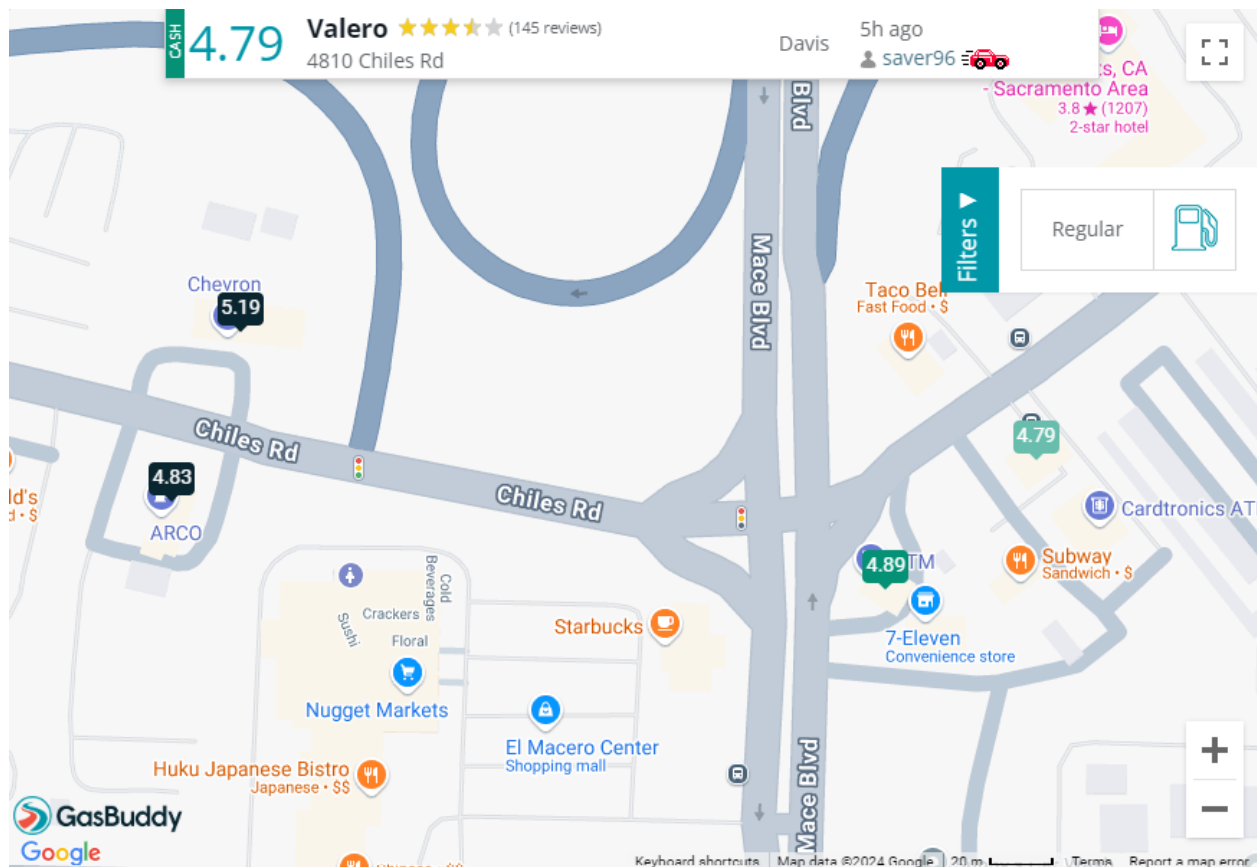 CASH
4.79
Valero
(145 reviews)
4810 Chiles Rd
Davis
5h ago
saver96
s, CA
- Sacramento Area
3.8 ★ (1207)
2-star hotel
Blvd
Filters ▼
Regular
Mace Blvd
Chevron
5.19
Taco Bell
Fast Food • $
Chiles Rd
4.79
4.83
ld's
d • $
ARCO
Chiles Rd
Cardtronics AT
4.89
TM
Subway
Sandwich • $
Cold
Beverages
Crackers
Sushi
Floral
Starbucks
7-Eleven
Convenience store
Nugget Markets
El Macero Center
Shopping mall
Mace Blvd
Huku Japanese Bistro
Japanese • $$
GasBuddy
Google
Keyboard shortcuts
Map data ©2024 Google
20 m
Terms
Report a map error